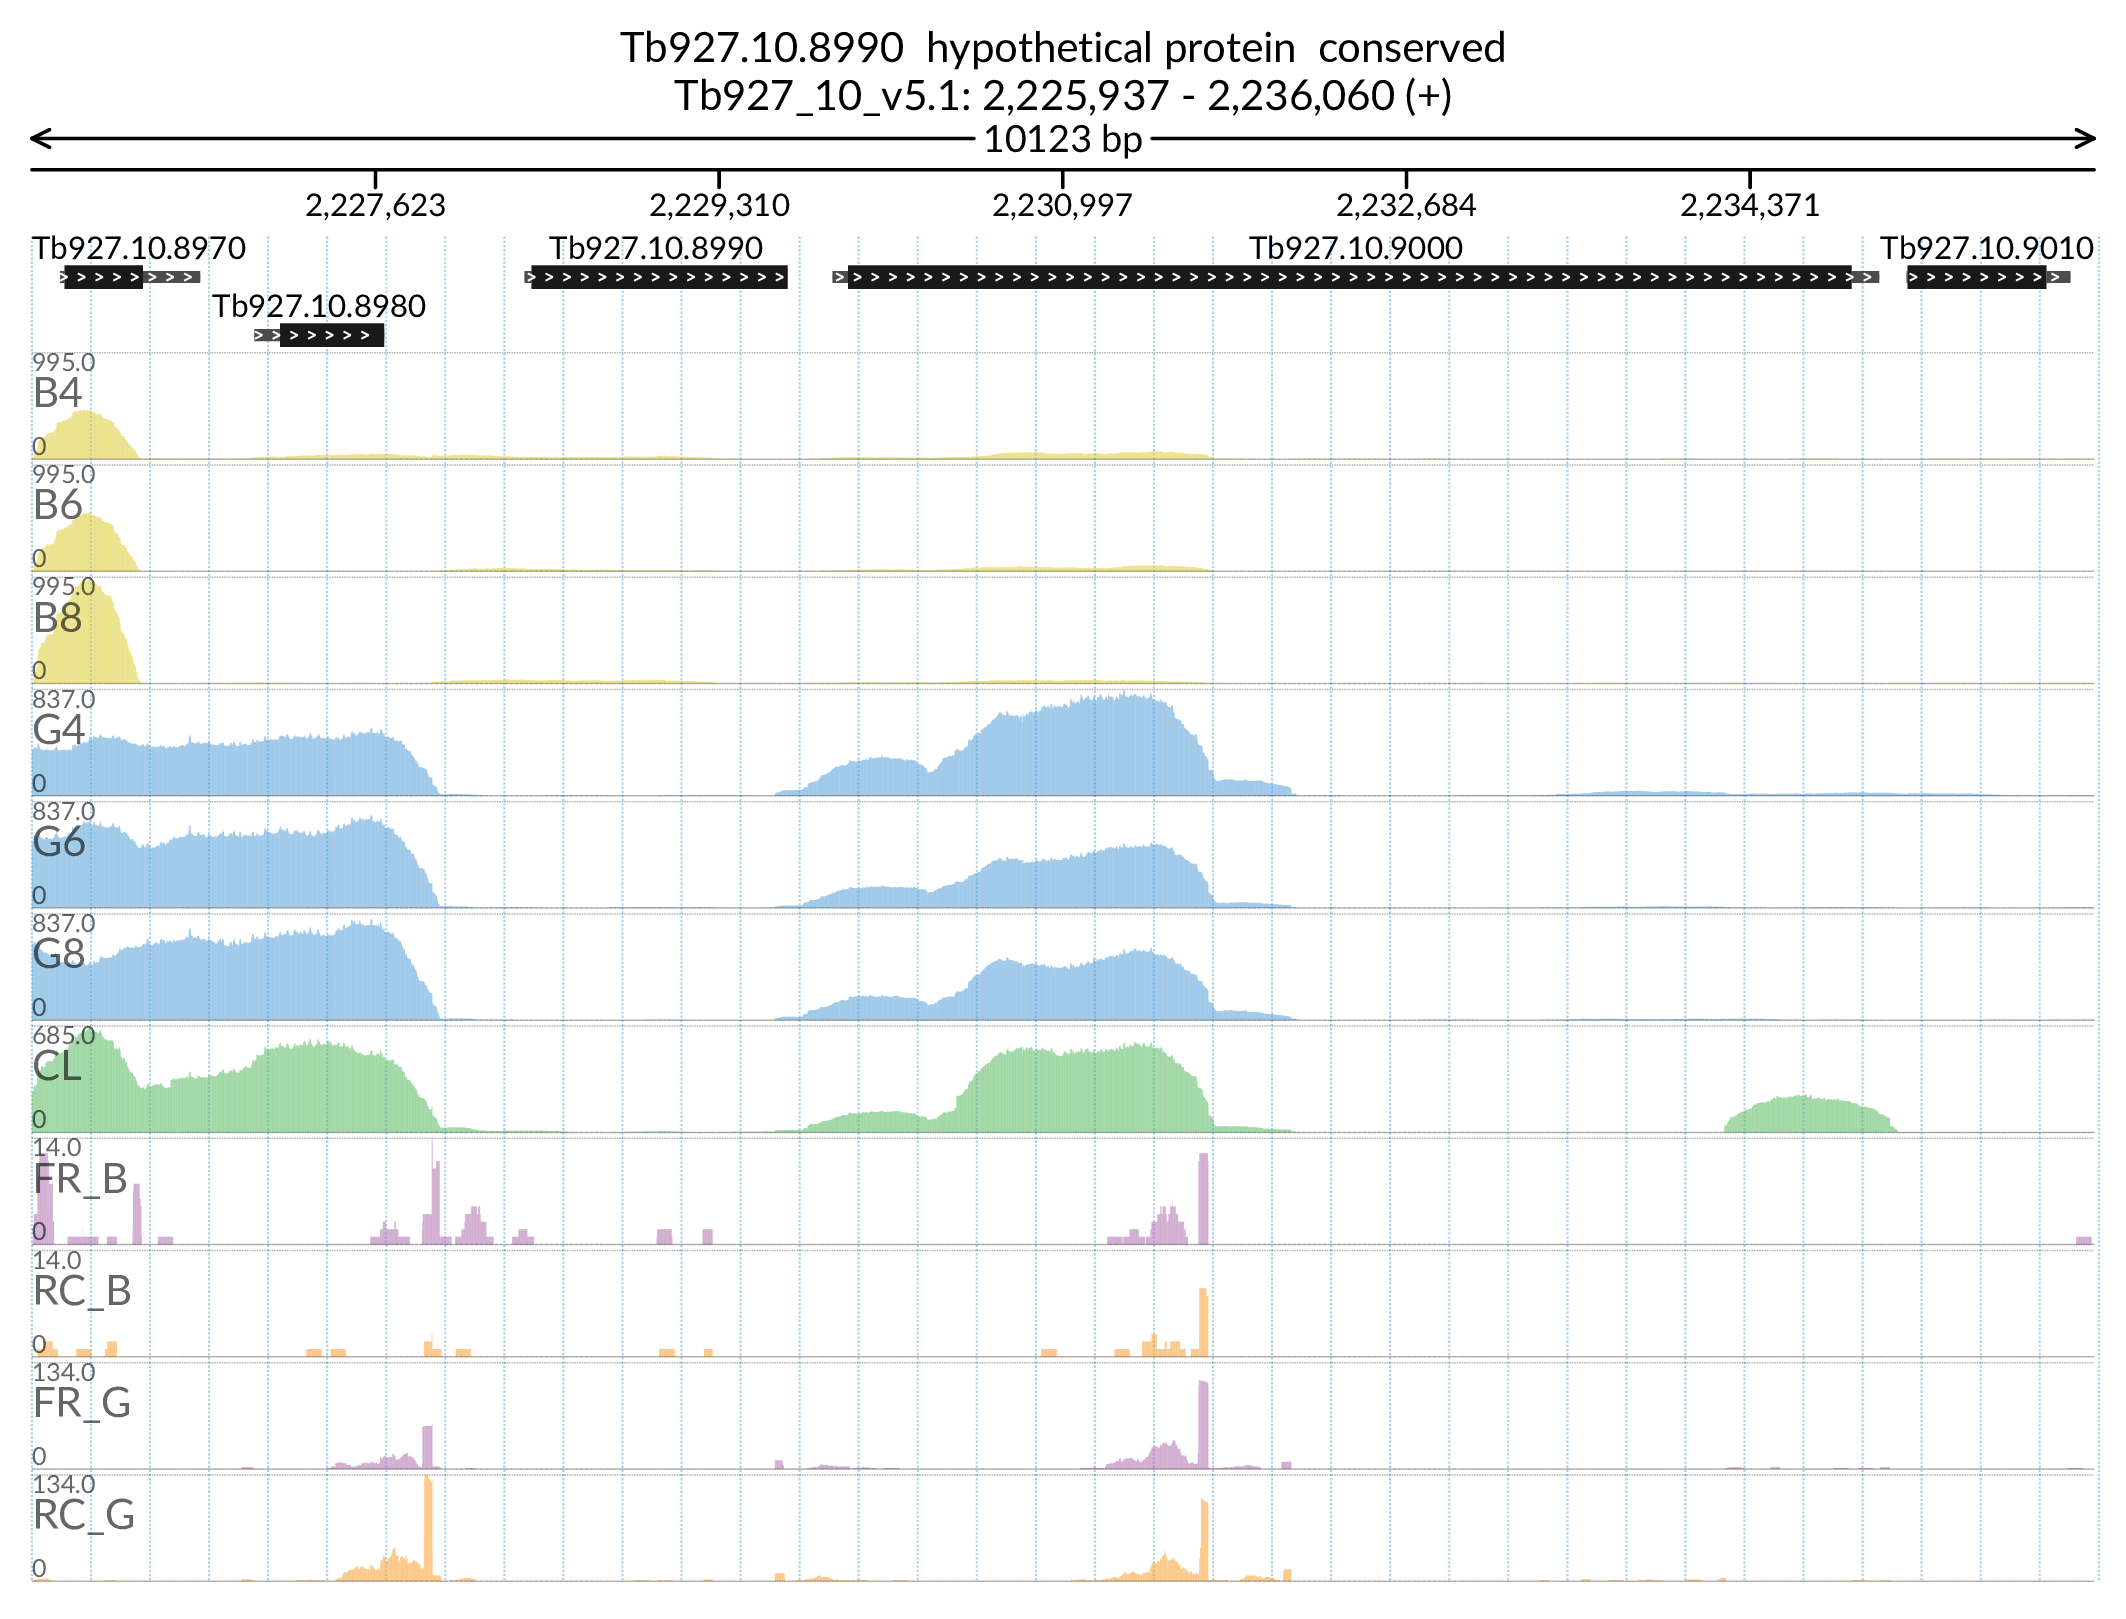 Tb927.10.8990  hypothetical protein  conserved
Tb927_10_v5.1: 2,225,937 - 2,236,060 (+)
10123 bp
2,227,623 2,229,310 2,230,997 2,232,684 2,234,371
Tb927.10.8970 Tb927.10.8990 Tb927.10.9000 Tb927.10.9010
Tb927.10.8980
995.0
B4
0
995.0
B6
0
995.0
B8
0
837.0
G4
0
837.0
G6
0
837.0
G8
0
685.0
CL
0
14.0
FR_B
0
14.0
RC_B
0
134.0
FR_G
0
134.0
RC_G
0